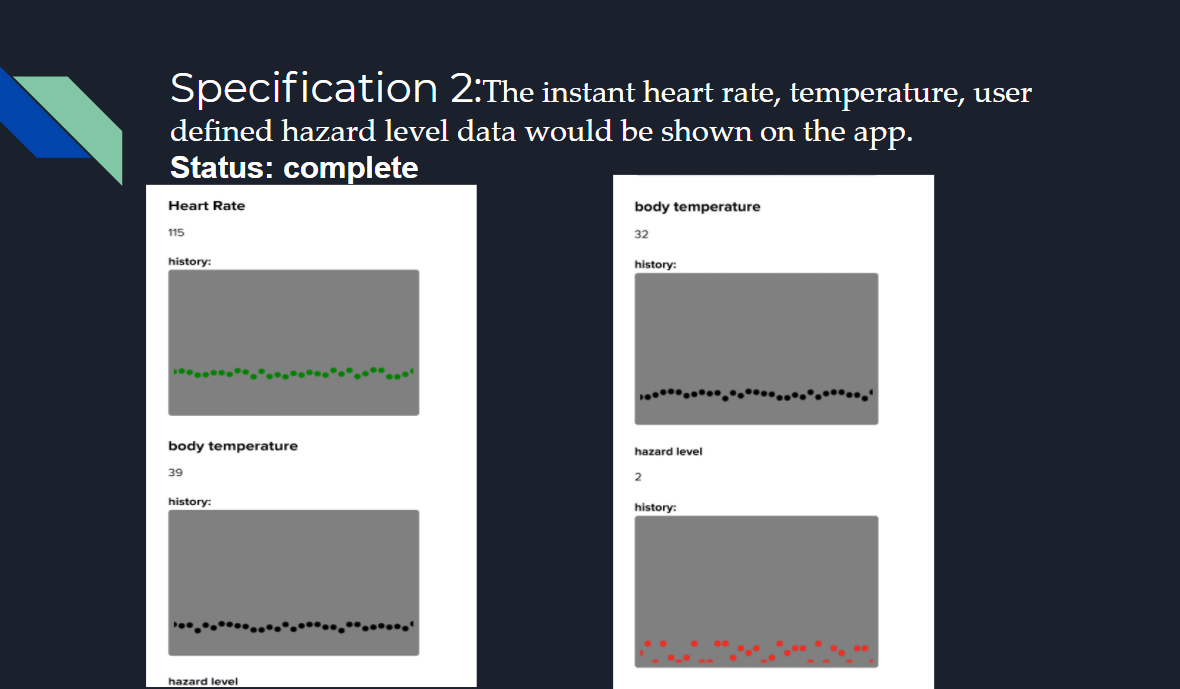 Specification 2:The instant heart rate, temperature, user
defined hazard level data would be shown on the app.
Status: complete
Heart Rate
115
history:
body temperature
39
history:
hazard level
body temperature
32
history:
hazard level
2
history: